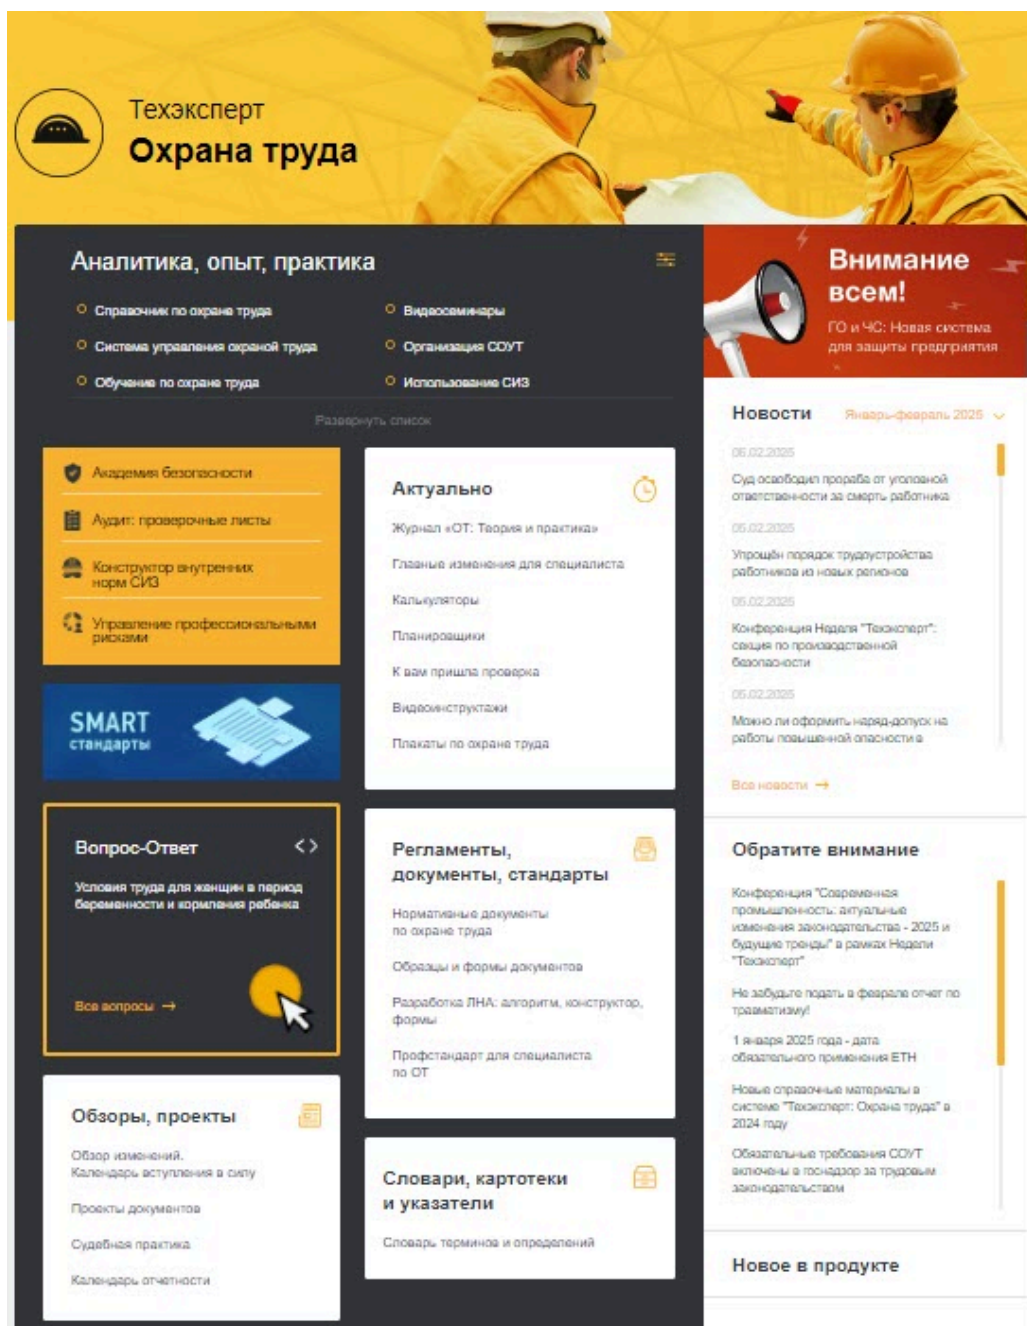 Техэксперт
Охрана труда
Аналитика, опыт, практика
Справочник по охране труда
Система управления охраной труда
Обучение по охране труда
Видеосеминары
Организация СОУТ
Использование СИЗ
Развернуть список
Академия безопасности
Аудит: проверочные листы
Конструктор внутренних
норм СИЗ
Управление профессиональными
рисками
SMART
стандарты
Вопрос-Ответ
Условия труда для женщин в период
беременности и кормления ребенка
Все вопросы →
Обзоры, проекты
Обзор изменений.
Календарь вступления в силу
Проекты документов
Судебная практика
Календарь отчетности
Актуально
Журнал «ОТ: Теория и практика»
Главные изменения для специалиста
Калькуляторы
Планировщики
К вам пришла проверка
Видеоинструктажи
Плакаты по охране труда
Регламенты,
документы, стандарты
Нормативные документы
по охране труда
Образцы и формы документов
Разработка ЛНА: алгоритм, конструктор,
формы
Профстандарт для специалиста
по ОТ
Словари, картотеки
и указатели
Словарь терминов и определений
Внимание
всем!
ГО и ЧС: Новая система
для защиты предприятия
Новости
Январь-февраль 2025
06.02.2025
Суд освободил прораба от уголовной
ответственности за смерть работника
05.02.2025
Упрощён порядок трудоустройства
работников из новых регионов
05.02.2025
Конференция Неделя "Техэксперт":
секция по производственной
безопасности
05.02.2025
Можно ли оформить наряд-допуск на
работы повышенной опасности в
Все новости →
Обратите внимание
Конференция "Современная
промышленность: актуальные
изменения законодательства - 2025 и
будущие тренды" в рамках Недели
"Техэксперт"
Не забудьте подать в феврале отчет по
травматизму!
1 января 2025 года - дата
обязательного применения ЕТН
Новые справочные материалы в
системе "Техэксперт: Охрана труда" в
2024 году
Обязательные требования СОУТ
включены в госнадзор за трудовым
законодательством
Новое в продукте